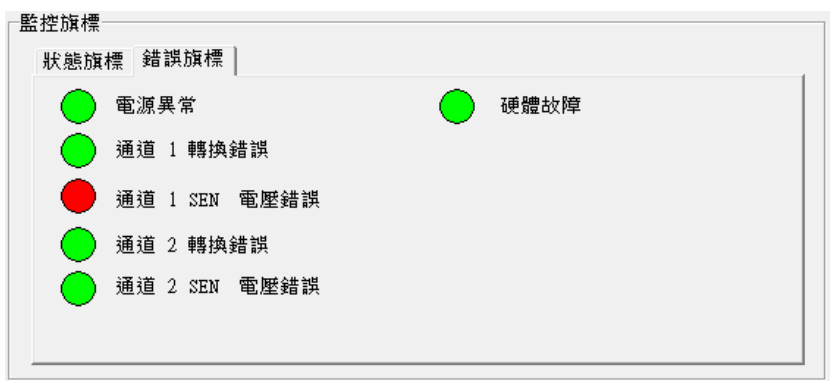 監控旗標
狀態旗標 錯誤旗標
電源異常 硬體故障
通道 1 轉換錯誤
通道 1 SEN 電壓錯誤
通道 2 轉換錯誤
通道 2 SEN 電壓錯誤